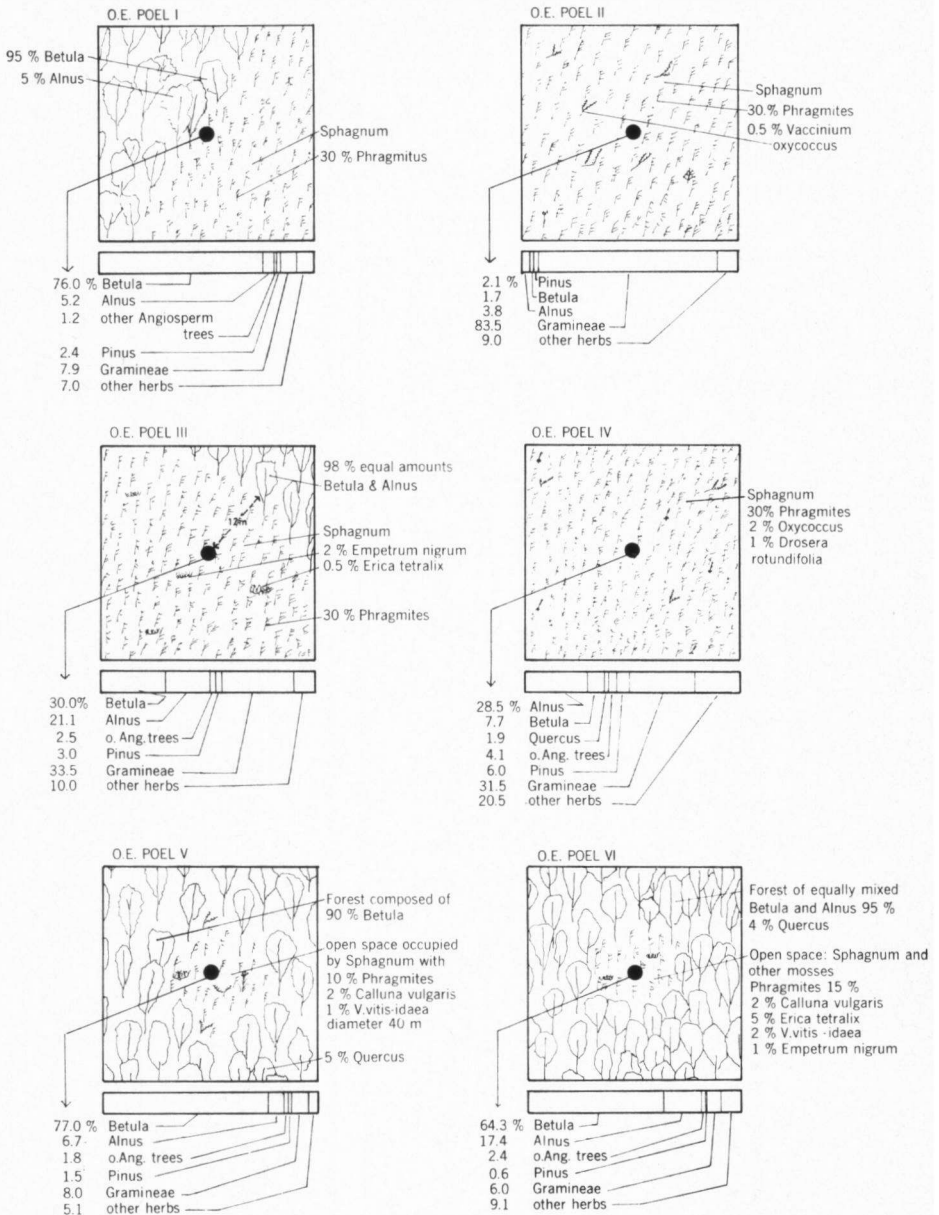 O.E. POEL I
95 % Betula
5 % Alnus
Sphagnum
30 % Phragmitus
76.0 % Betula
5.2 Alnus
1.2 other Angiosperm
trees
2.4 Pinus
7.9 Gramineae
7.0 other herbs
O.E. POEL II
Sphagnum
30 % Phragmites
0.5 % Vaccinium
oxycoccus
2.1 % Pinus
1.7 Betula
3.8 Alnus
83.5 Gramineae
9.0 other herbs
O.E. POEL III
98 % equal amounts
Betula & Alnus
12m
Sphagnum
2 % Empetrum nigrum
0.5 % Erica tetralix
30 % Phragmites
30.0% Betula
21.1 Alnus
2.5 o. Ang. trees
3.0 Pinus
33.5 Gramineae
10.0 other herbs
O.E. POEL IV
Sphagnum
30% Phragmites
2 % Oxycoccus
1 % Drosera
rotundifolia
28.5 % Alnus
7.7 Betula
1.9 Quercus
4.1 o.Ang. trees
6.0 Pinus
31.5 Gramineae
20.5 other herbs
O.E. POEL V
Forest composed of
90 % Betula
open space occupied
by Sphagnum with
10 % Phragmites
2 % Calluna vulgaris
1 % V.vitis-idaea
diameter 40 m
5 % Quercus
77.0 % Betula
6.7 Alnus
1.8 o. Ang. trees
1.5 Pinus
8.0 Gramineae
5.1 other herbs
O.E. POEL VI
Forest of equally mixed
Betula and Alnus 95 %
4 % Quercus
Open space: Sphagnum and
other mosses
Phragmites 15 %
2 % Calluna vulgaris
5 % Erica tetralix
2 % V.vitis-idaea
1 % Empetrum nigrum
64.3 % Betula
17.4 Alnus
2.4 o.Ang. trees
0.6 Pinus
6.0 Gramineae
9.1 other herbs